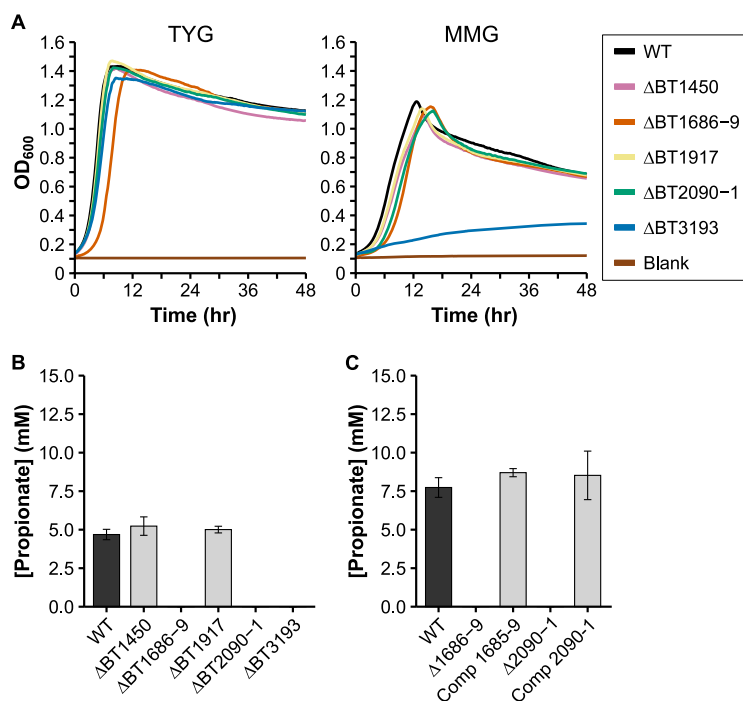 A
TYG
MMG
OD600
1.6
1.4
1.2
1.0
0.8
0.6
0.4
0.2
0
0 12 24 36 48
Time (hr)
1.6
1.4
1.2
1.0
0.8
0.6
0.4
0.2
0
0 12 24 36 48
Time (hr)
WT
ΔBT1450
ΔBT1686−9
ΔBT1917
ΔBT2090−1
ΔBT3193
Blank
B
[Propionate] (mM)
15.0
12.5
10.0
7.5
5.0
2.5
0.0
WT
ΔBT1450
ΔBT1686−9
ΔBT1917
ΔBT2090−1
ΔBT3193
C
[Propionate] (mM)
15.0
12.5
10.0
7.5
5.0
2.5
0.0
WT
Δ1686−9
Comp 1685-9
Δ2090−1
Comp 2090-1